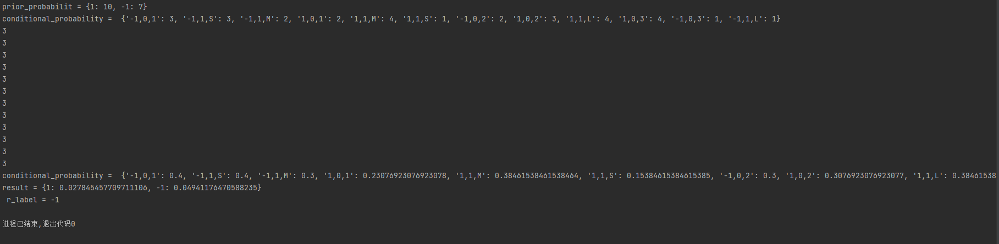 prior_probabilit = {1: 10, -1: 7}
conditional_probability =  {'-1,0,1': 3, '-1,1,S': 3, '-1,1,M': 2, '1,0,1': 2, '1,1,M': 4, '1,1,S': 1, '-1,0,2': 2, '1,0,2': 3, '1,1,L': 4, '1,0,3': 4, '-1,0,3': 1, '-1,1,L': 1}
3
3
3
3
3
3
3
3
3
3
3
3
conditional_probability =  {'-1,0,1': 0.4, '-1,1,S': 0.4, '-1,1,M': 0.3, '1,0,1': 0.23076923076923078, '1,1,M': 0.38461538461538464, '1,1,S': 0.15384615384615385, '-1,0,2': 0.3, '1,0,2': 0.3076923076923077, '1,1,L': 0.38461538
result = {1: 0.027845457709711106, -1: 0.04941176470588235}
 r_label = -1
进程已结束,退出代码0